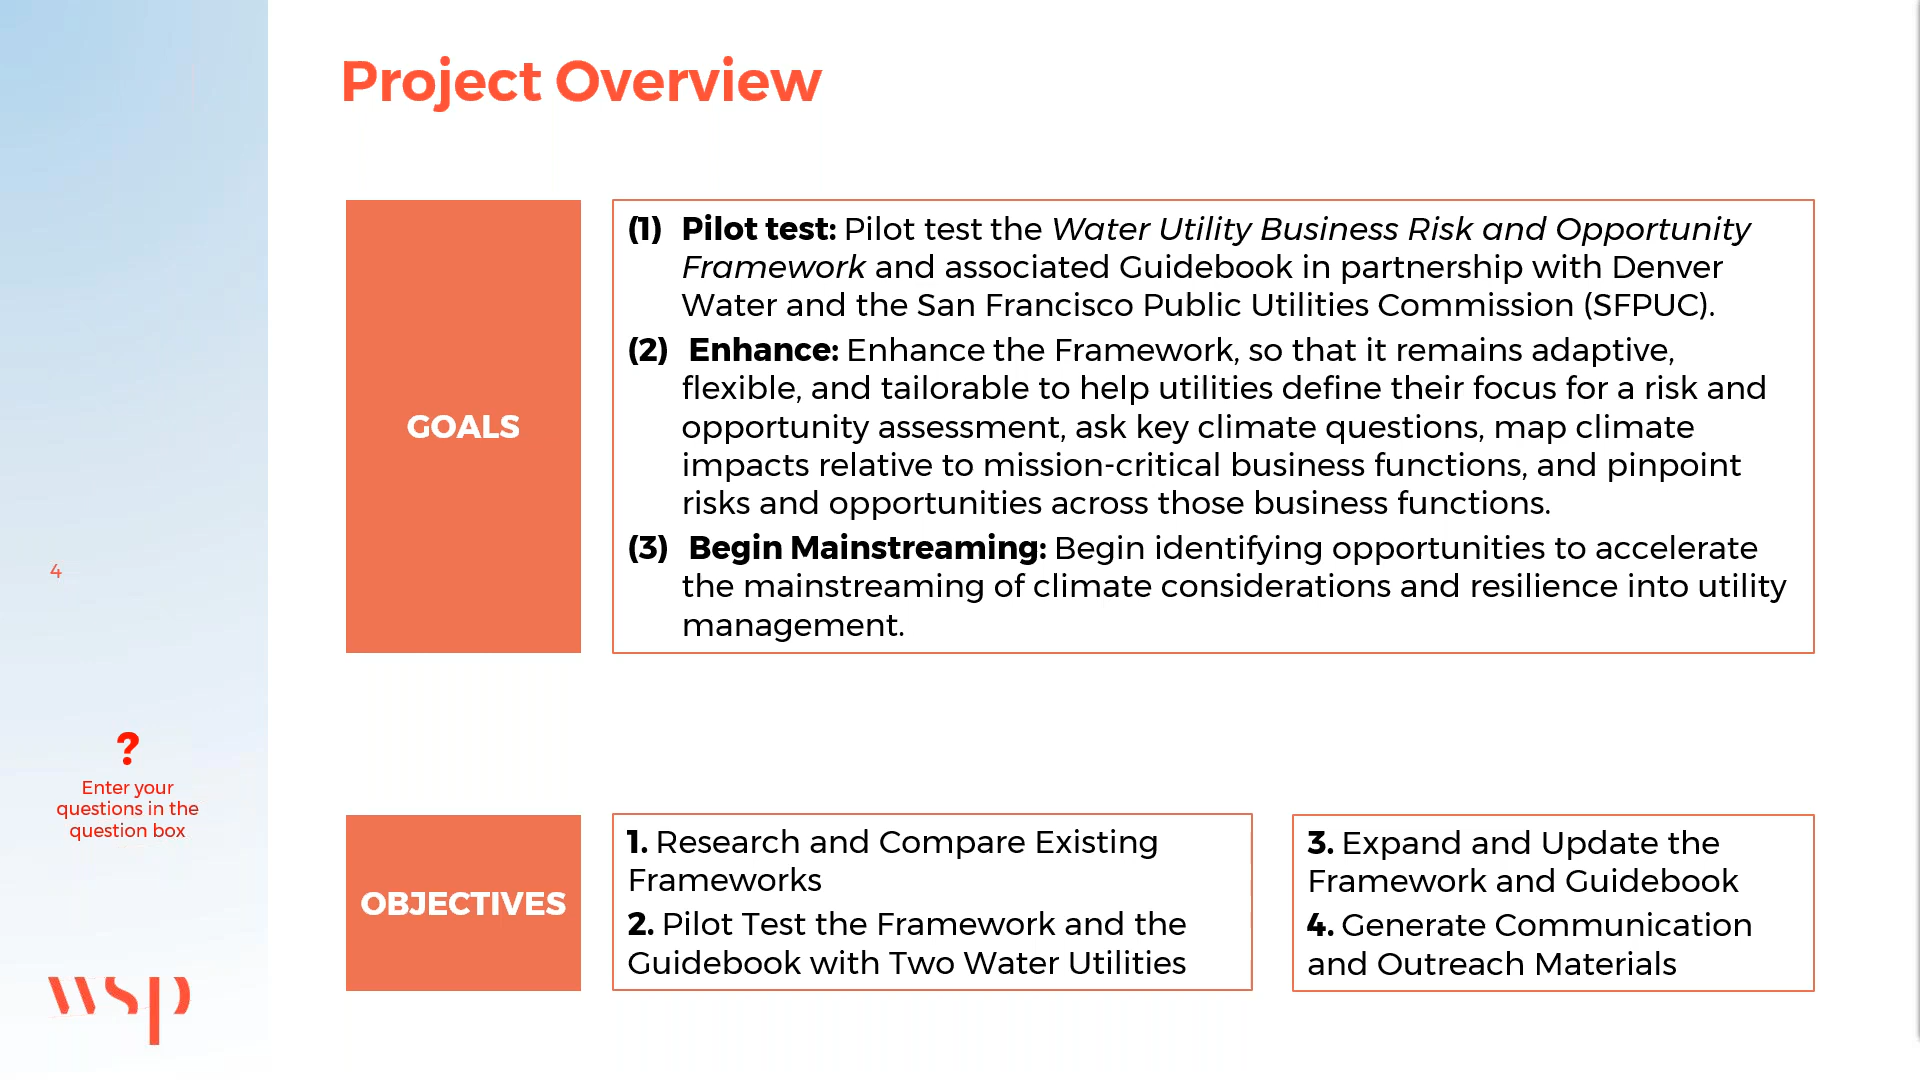 Project Overview
GOALS
(1) Pilot test: Pilot test the Water Utility Business Risk and Opportunity
Framework and associated Guidebook in partnership with Denver
Water and the San Francisco Public Utilities Commission (SFPUC).
(2) Enhance: Enhance the Framework, so that it remains adaptive,
flexible, and tailorable to help utilities define their focus for a risk and
opportunity assessment, ask key climate questions, map climate
impacts relative to mission-critical business functions, and pinpoint
risks and opportunities across those business functions.
(3) Begin Mainstreaming: Begin identifying opportunities to accelerate
the mainstreaming of climate considerations and resilience into utility
management.
4
?
Enter your
questions in the
question box
OBJECTIVES
1. Research and Compare Existing
Frameworks
2. Pilot Test the Framework and the
Guidebook with Two Water Utilities
3. Expand and Update the
Framework and Guidebook
4. Generate Communication
and Outreach Materials
wsp